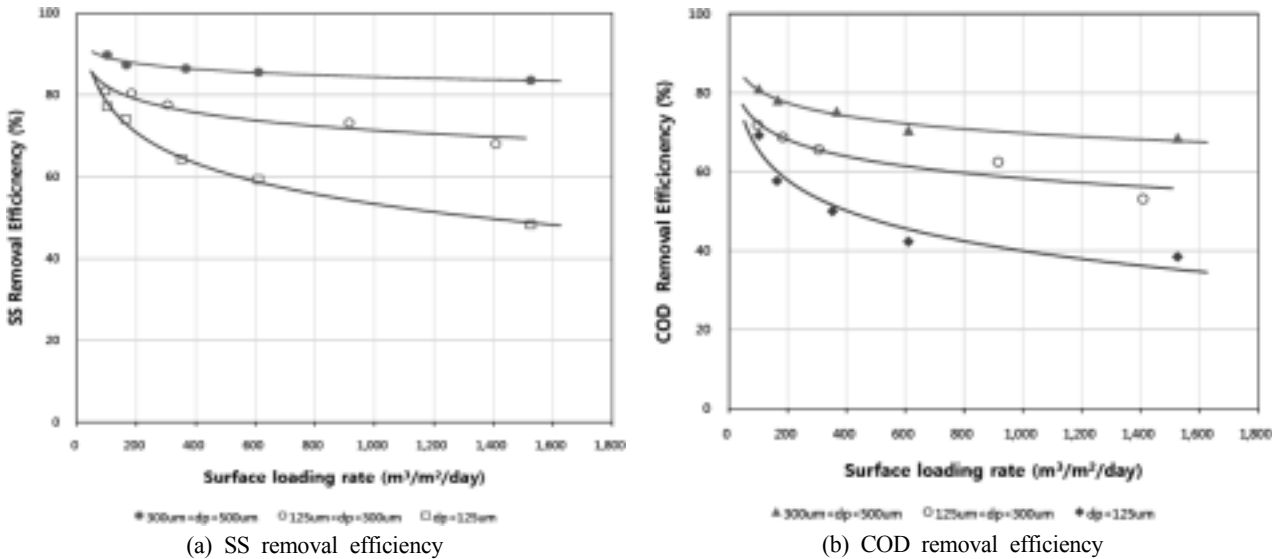 100
80
60
40
20
0
SS Removal Efficicnency (%)
0 200 400 600 800 1,000 1,200 1,400 1,600 1,800
Surface loading rate (m³/m²/day)
300um<dp<500um 125um<dp<300um dp<125um
(a) SS removal efficiency
100
80
60
40
20
0
COD Removal Efficicnency (%)
0 200 400 600 800 1,000 1,200 1,400 1,600 1,800
Surface loading rate (m³/m²/day)
300um<dp<500um 125um<dp<300um dp<125um
(b) COD removal efficiency